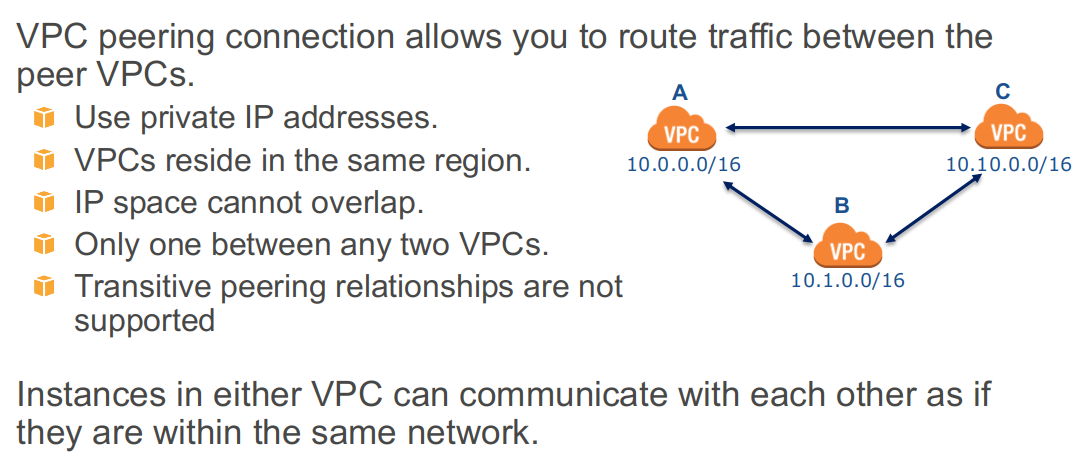 VPC peering connection allows you to route traffic between the
peer VPCs.
Use private IP addresses.
VPCs reside in the same region.
IP space cannot overlap.
Only one between any two VPCs.
Transitive peering relationships are not
supported
A
VPC
10.0.0.0/16
C
VPC
10.10.0.0/16
B
VPC
10.1.0.0/16
Instances in either VPC can communicate with each other as if
they are within the same network.